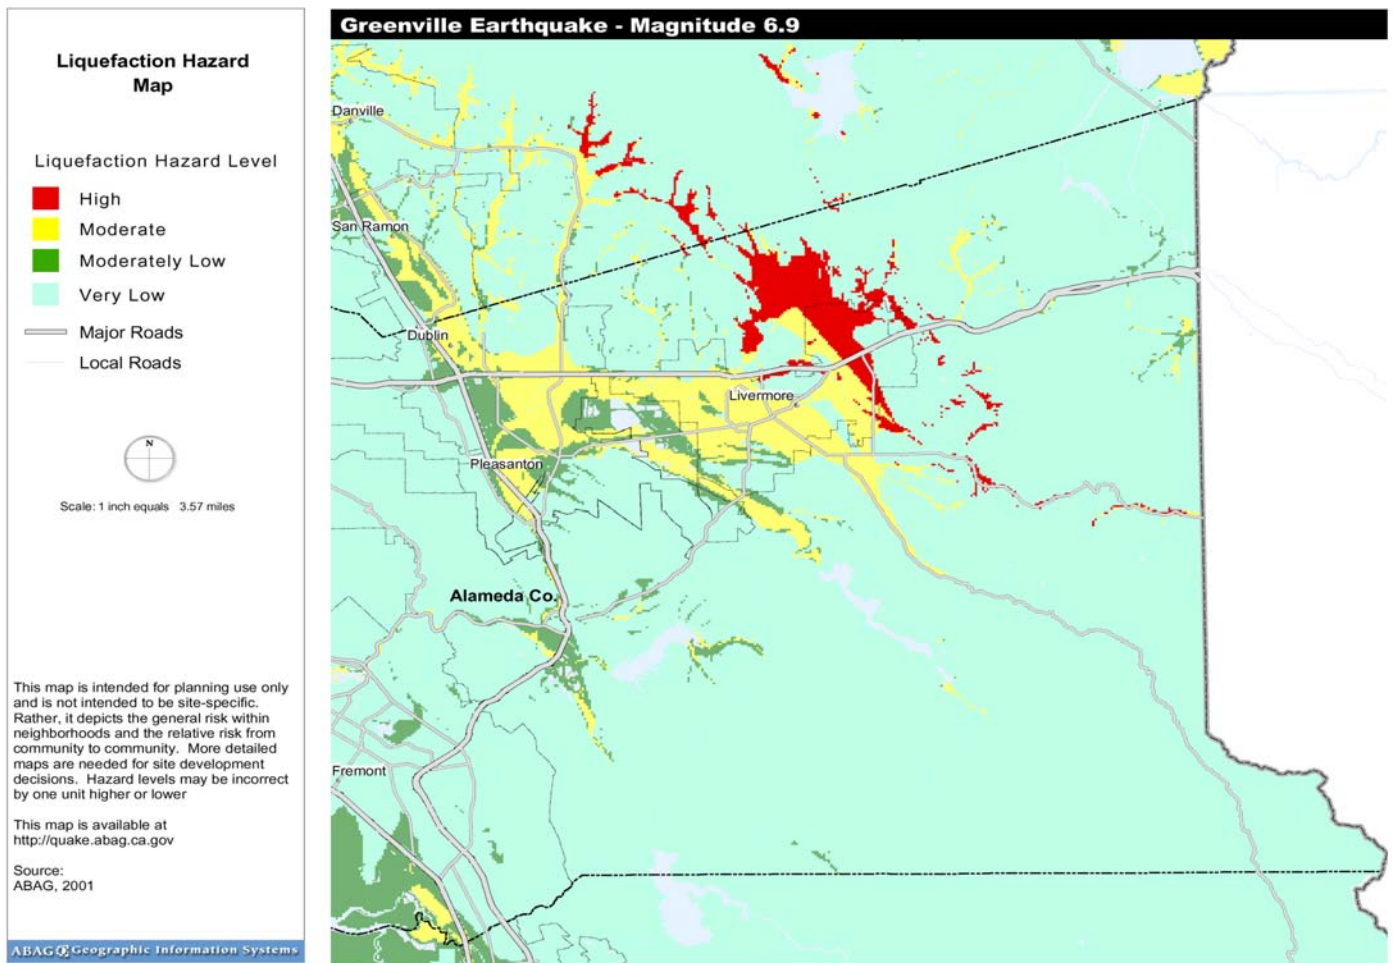 Liquefaction Hazard
Map
Liquefaction Hazard Level
High
Moderate
Moderately Low
Very Low
Major Roads
Local Roads
N
Scale: 1 inch equals 3.57 miles
This map is intended for planning use only
and is not intended to be site-specific.
Rather, it depicts the general risk within
neighborhoods and the relative risk from
community to community. More detailed
maps are needed for site development
decisions. Hazard levels may be incorrect
by one unit higher or lower
This map is available at
http://quake.abag.ca.gov
Source:
ABAG, 2001
ABAG Geographic Information Systems
Greenville Earthquake - Magnitude 6.9
Danville
San Ramon
Dublin
Livermore
Pleasanton
Alameda Co.
Fremont